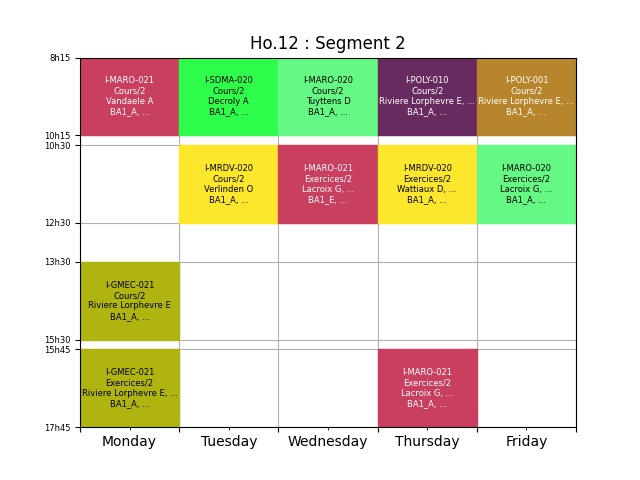 Ho.12 : Segment 2
8h15
I-MARO-021
Cours/2
Vandaele A
BA1_A, ...
I-SDMA-020
Cours/2
Decroly A
BA1_A, ...
I-MARO-020
Cours/2
Tuyttens D
BA1_A, ...
I-POLY-010
Cours/2
Riviere Lorphevre E, ...
BA1_A, ...
I-POLY-001
Cours/2
Riviere Lorphevre E, ...
BA1_A, ...
10h15
10h30
I-MRDV-020
Cours/2
Verlinden O
BA1_A, ...
I-MARO-021
Exercices/2
Lacroix G, ...
BA1_E, ...
I-MRDV-020
Exercices/2
Wattiaux D, ...
BA1_A, ...
I-MARO-020
Exercices/2
Lacroix G, ...
BA1_A, ...
12h30
13h30
I-GMEC-021
Cours/2
Riviere Lorphevre E
BA1_A, ...
15h30
15h45
I-GMEC-021
Exercices/2
Riviere Lorphevre E, ...
BA1_A, ...
I-MARO-021
Exercices/2
Lacroix G, ...
BA1_A, ...
17h45
Monday
Tuesday
Wednesday
Thursday
Friday